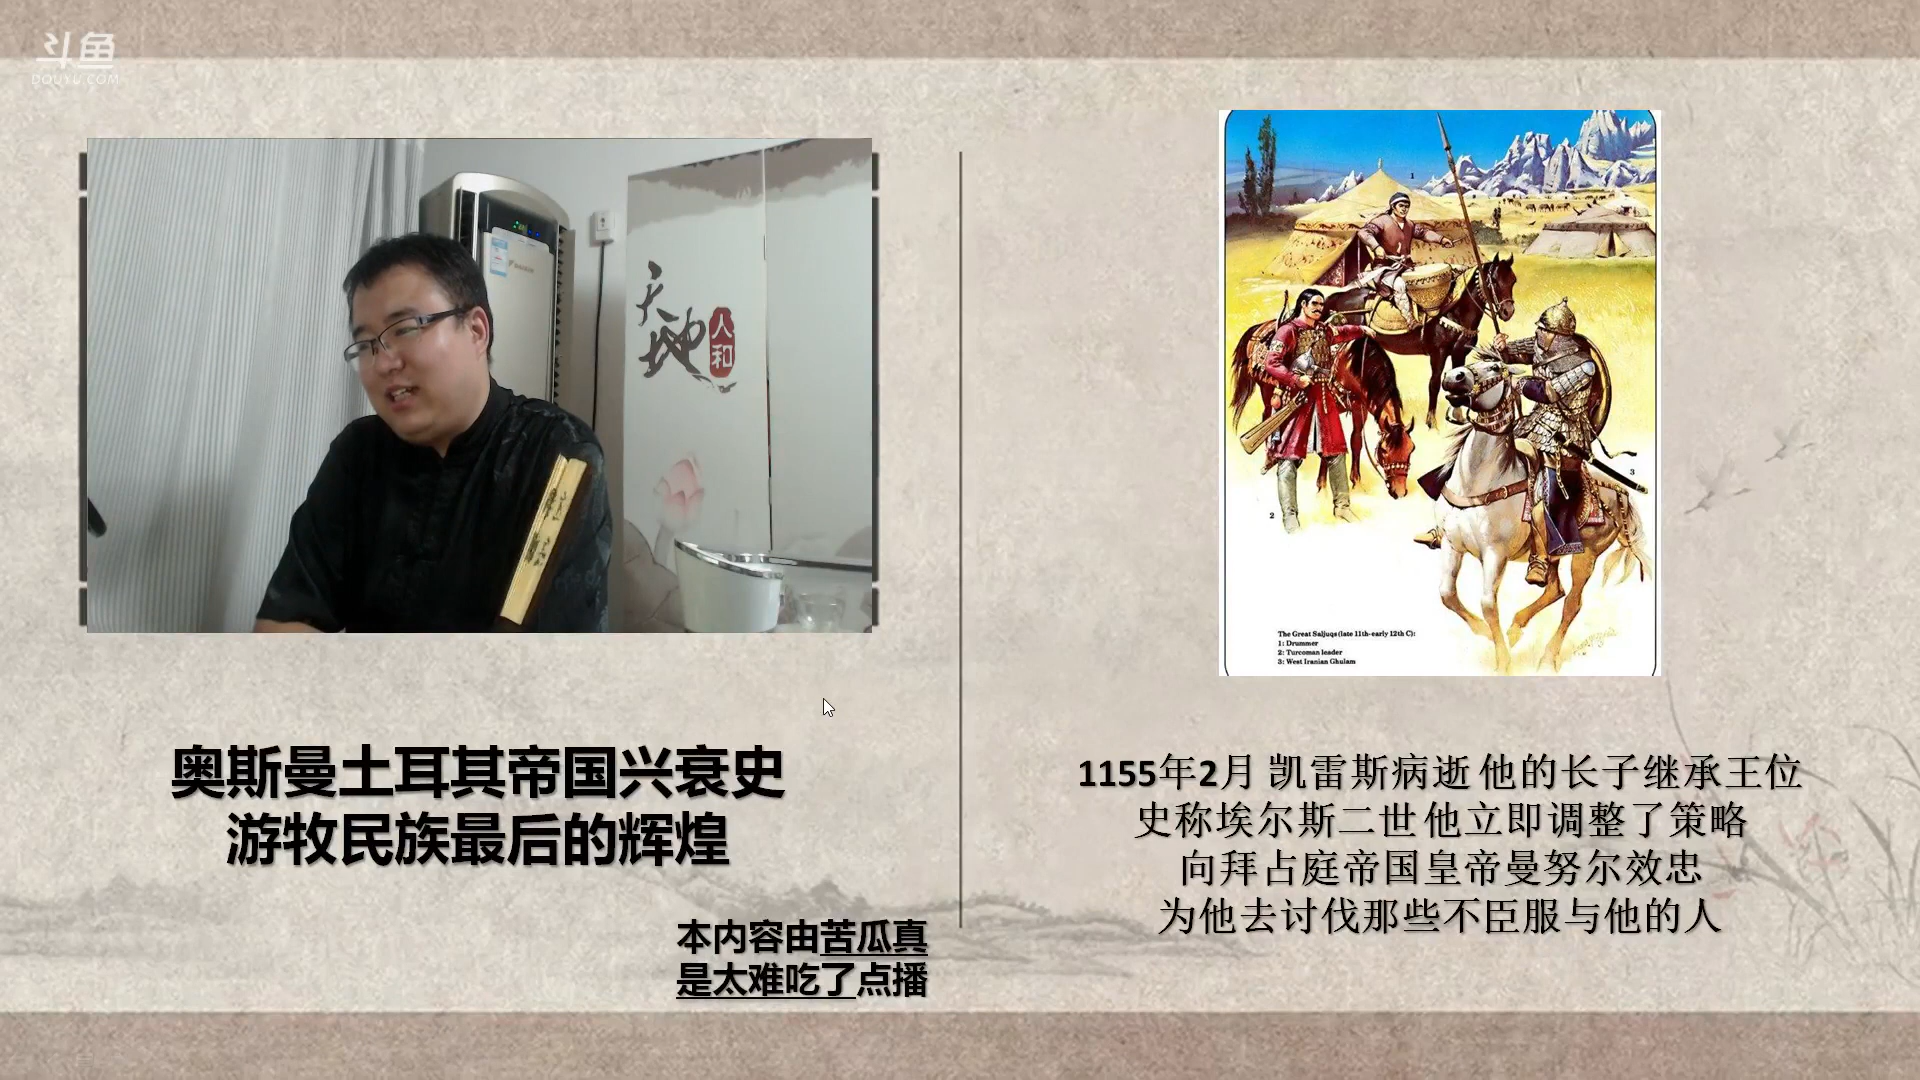 斗鱼
DOUYU.COM
天地
人和
奥斯曼土耳其帝国兴衰史
游牧民族最后的辉煌
本内容由苦瓜真
是太难吃了点播
1
2
3
The Great Saljuqs (late 11th-early 12th C):
1: Drummer
2: Turcoman leader
3: West Iranian Ghulam
1155年2月 凯雷斯病逝 他的长子继承王位
史称埃尔斯二世 他立即调整了策略
向拜占庭帝国皇帝曼努尔效忠
为他去讨伐那些不臣服与他的人